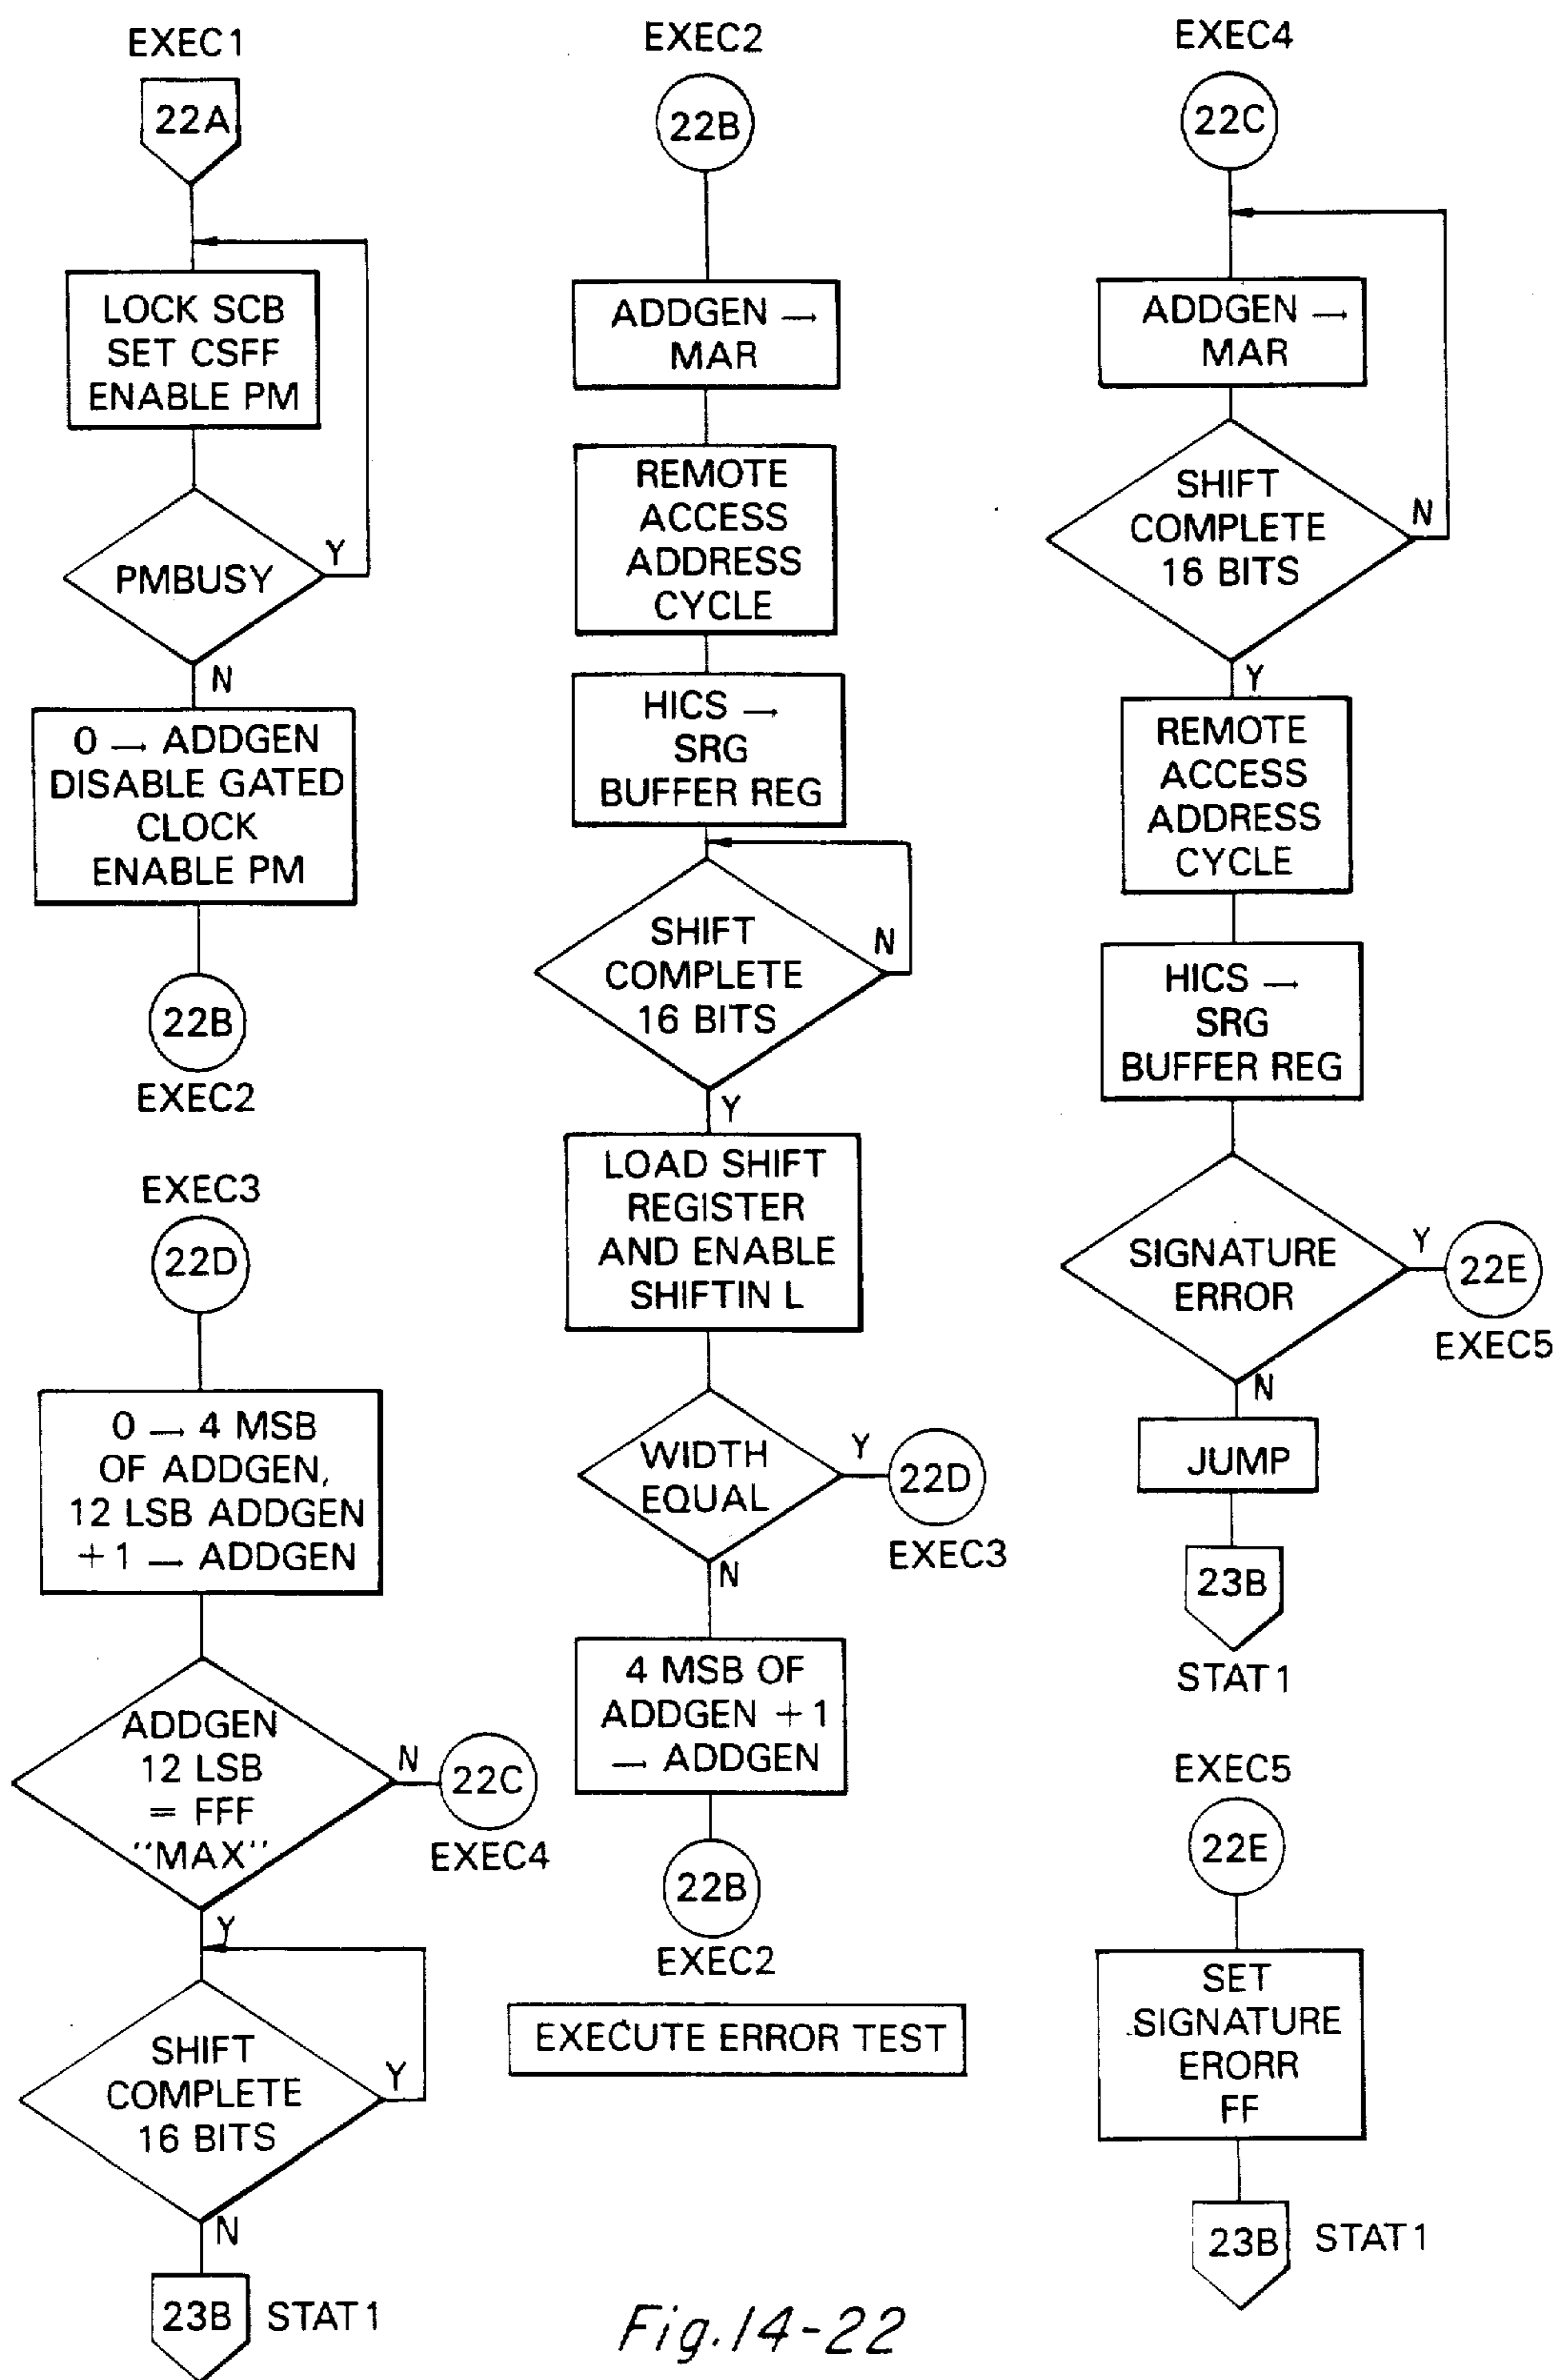 EXEC1
22A
LOCK SCB
SET CSFF
ENABLE PM
PMBUSY
Y
N
0 → ADDGEN
DISABLE GATED
CLOCK
ENABLE PM
22B
EXEC2
EXEC3
22D
0 → 4 MSB
OF ADDGEN,
12 LSB ADDGEN
+1 → ADDGEN
ADDGEN
12 LSB
= FFF
"MAX"
N
22C
EXEC4
Y
SHIFT
COMPLETE
16 BITS
Y
N
23B
STAT1
EXEC2
22B
ADDGEN →
MAR
REMOTE
ACCESS
ADDRESS
CYCLE
HICS →
SRG
BUFFER REG
SHIFT
COMPLETE
16 BITS
N
Y
LOAD SHIFT
REGISTER
AND ENABLE
SHIFTIN L
WIDTH
EQUAL
Y
22D
EXEC3
N
4 MSB OF
ADDGEN +1
→ ADDGEN
22B
EXEC2
EXECUTE ERROR TEST
EXEC4
22C
ADDGEN →
MAR
SHIFT
COMPLETE
16 BITS
N
Y
REMOTE
ACCESS
ADDRESS
CYCLE
HICS →
SRG
BUFFER REG
SIGNATURE
ERROR
Y
22E
EXEC5
N
JUMP
23B
STAT1
EXEC5
22E
SET
SIGNATURE
ERORR
FF
23B
STAT1
Fig.14-22